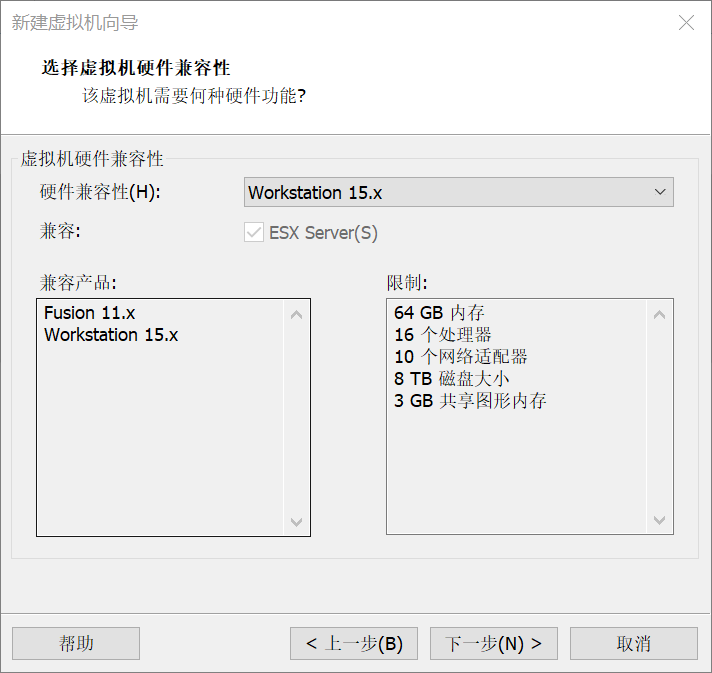 新建虚拟机向导
选择虚拟机硬件兼容性
该虚拟机需要何种硬件功能?
虚拟机硬件兼容性
硬件兼容性(H):
Workstation 15.x
兼容:
ESX Server(S)
兼容产品:
Fusion 11.x
Workstation 15.x
限制:
64 GB 内存
16 个处理器
10 个网络适配器
8 TB 磁盘大小
3 GB 共享图形内存
帮助
< 上一步(B)
下一步(N) >
取消